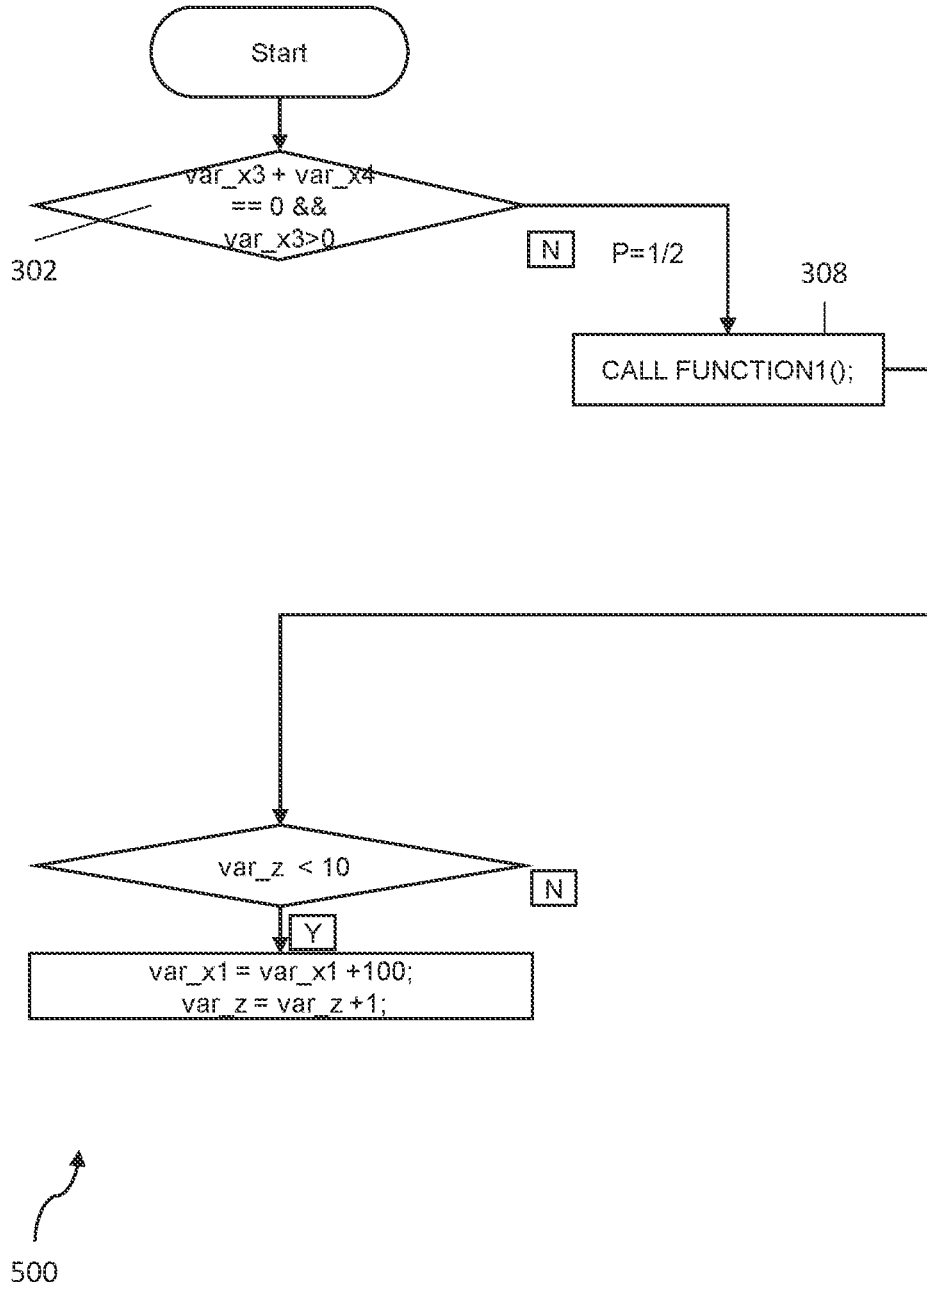 Start
var_x3 + var_x4
== 0 &&
var_x3>0
302
N
P=1/2
308
CALL FUNCTION1();
var_z < 10
N
Y
var_x1 = var_x1 +100;
var_z = var_z +1;
500